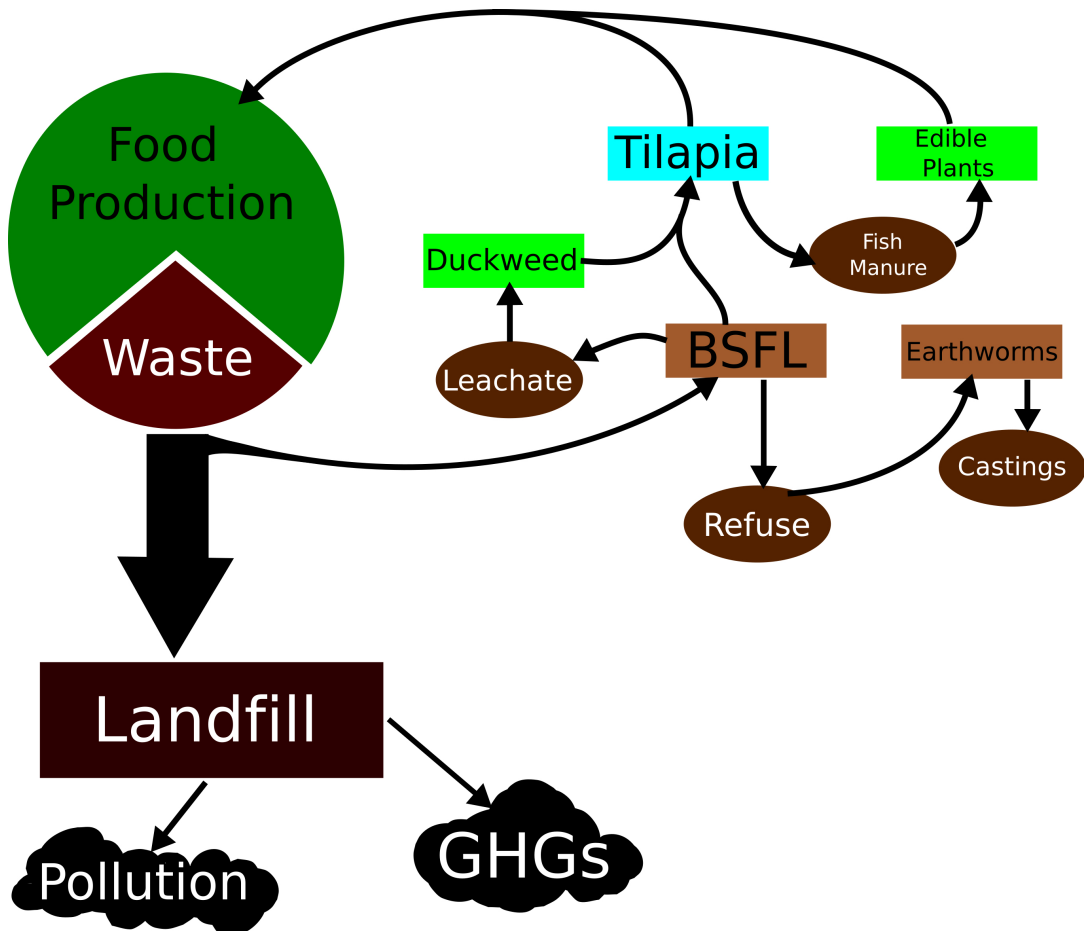 Food
Production
Waste
Tilapia
Edible
Plants
Duckweed
Fish
Manure
BSFL
Earthworms
Leachate
Castings
Refuse
Landfill
Pollution
GHGs